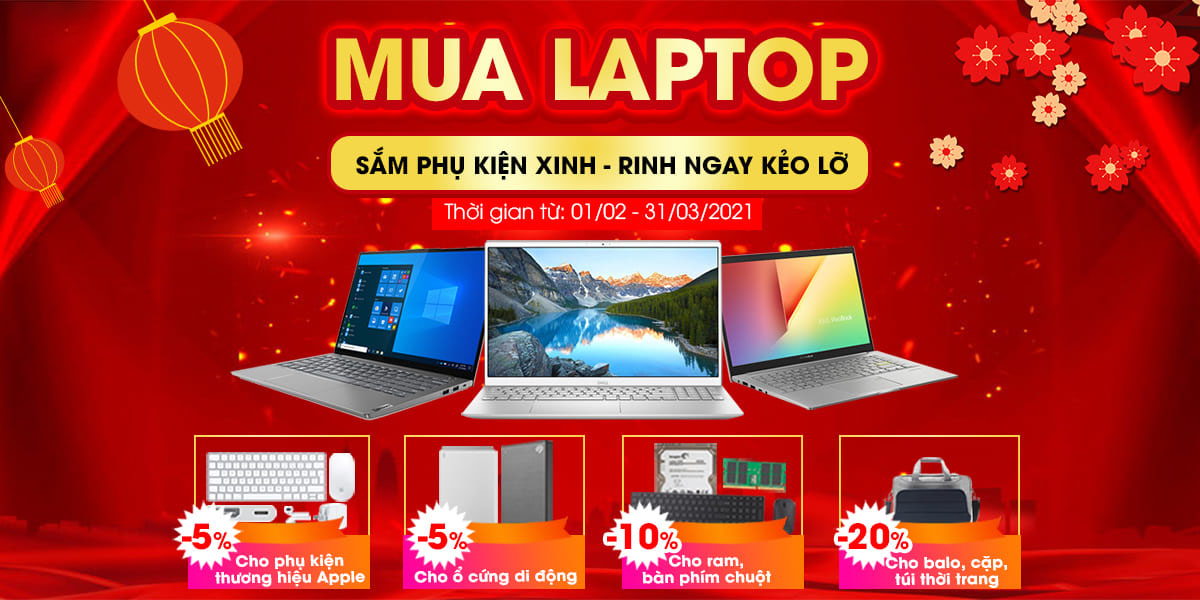 MUA LAPTOP
SẮM PHỤ KIỆN XINH - RINH NGAY KẺO LỠ
Thời gian từ: 01/02 - 31/03/2021
-5%
Cho phụ kiện
thương hiệu Apple
-5%
Cho ổ cứng di động
-10%
Cho ram,
bàn phím chuột
-20%
Cho balo, cặp,
túi thời trang